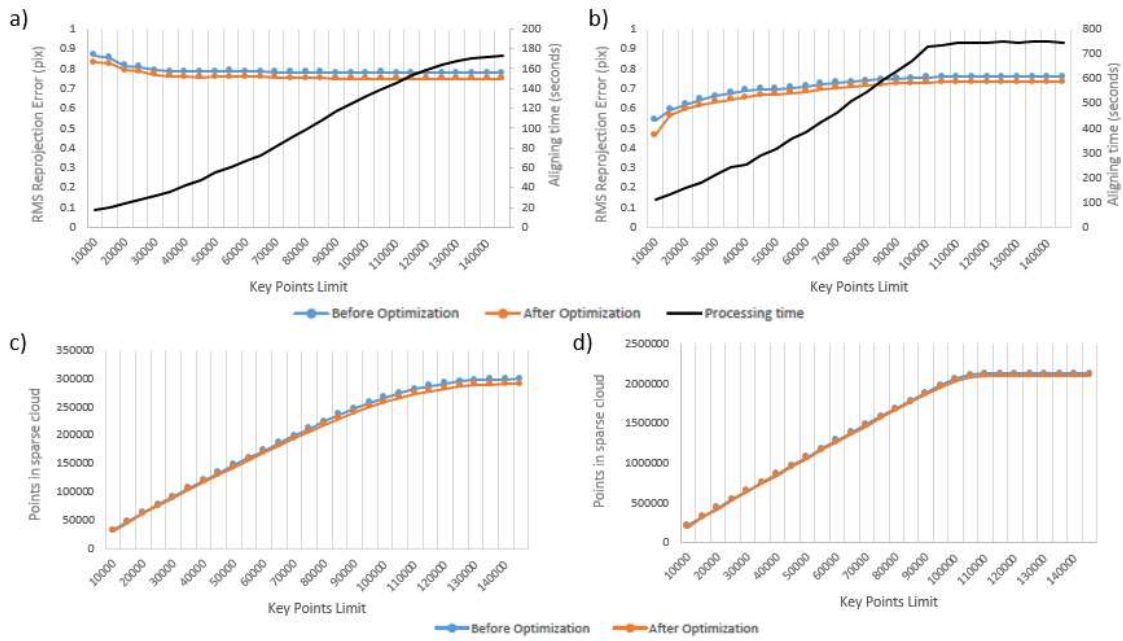 a)
RMS Reprojection Error (pix)
1
0.9
0.8
0.7
0.6
0.5
0.4
0.3
0.2
0.1
0
200
180
160
140
120
100
80
60
40
20
0
Aligning time (seconds)
10000 20000 30000 40000 50000 60000 70000 80000 90000 100000 110000 120000 130000 140000
Key Points Limit
b)
RMS Reprojection Error (pix)
1
0.9
0.8
0.7
0.6
0.5
0.4
0.3
0.2
0.1
0
800
700
600
500
400
300
200
100
0
Aligning time (seconds)
10000 20000 30000 40000 50000 60000 70000 80000 90000 100000 110000 120000 130000 140000
Key Points Limit
Before Optimization After Optimization Processing time
c)
Points in sparse cloud
350000
300000
250000
200000
150000
100000
50000
0
10000 20000 30000 40000 50000 60000 70000 80000 90000 100000 110000 120000 130000 140000
Key Points Limit
d)
Points in sparse cloud
2500000
2000000
1500000
1000000
500000
0
10000 20000 30000 40000 50000 60000 70000 80000 90000 100000 110000 120000 130000 140000
Key Points Limit
Before Optimization After Optimization